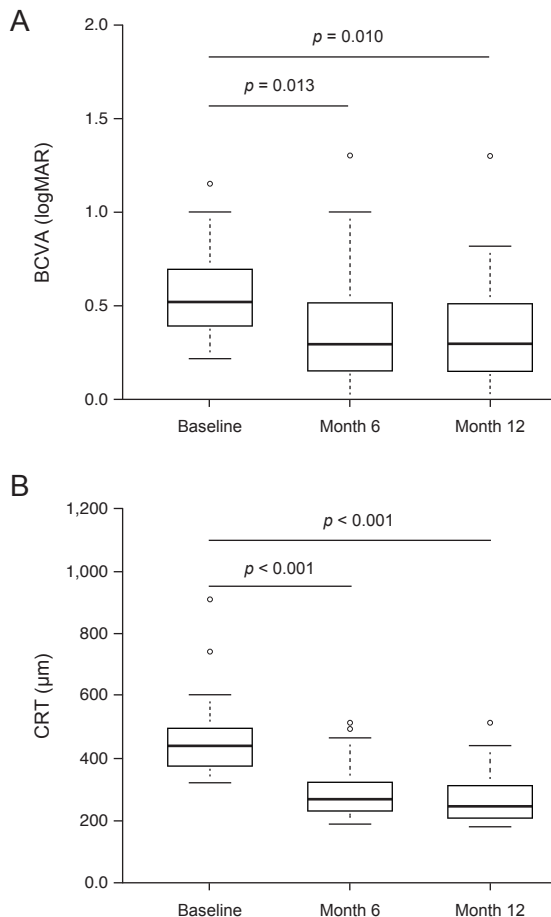 A
2.0
p = 0.010
p = 0.013
1.5
BCVA (logMAR)
1.0
0.5
0.0
Baseline Month 6 Month 12
B
1,200
p < 0.001
1,000
p < 0.001
800
CRT (µm)
600
400
200
0.0
Baseline Month 6 Month 12